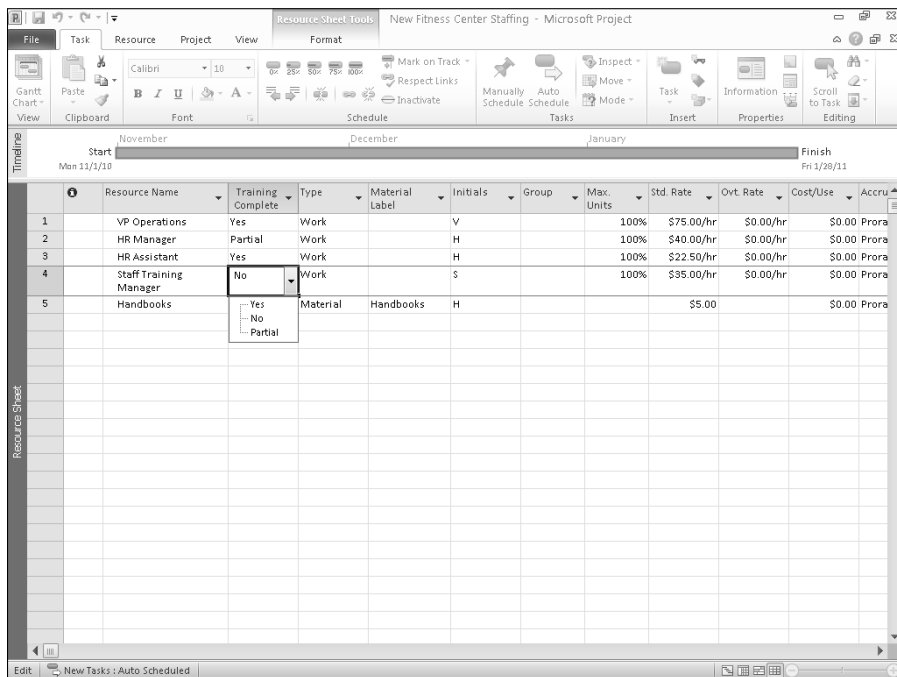 Resource Sheet Tools New Fitness Center Staffing - Microsoft Project
File Task Resource Project View Format
Calibri 10 0% 25% 50% 75% 100% Mark on Track Inspect
Respect Links Move
Gantt Chart Paste B I U A Inactivate Manually Schedule Auto Schedule Mode Task Information Scroll to Task
View Clipboard Font Schedule Tasks Insert Properties Editing
Timeline
November December January
Start Finish
Mon 11/1/10 Fri 1/28/11
Resource Name Training Complete Type Material Label Initials Group Max. Units Std. Rate Ovt. Rate Cost/Use Accru
1 VP Operations Yes Work V 100% $75.00/hr $0.00/hr $0.00 Prora
2 HR Manager Partial Work H 100% $40.00/hr $0.00/hr $0.00 Prora
3 HR Assistant Yes Work H 100% $22.50/hr $0.00/hr $0.00 Prora
4 Staff Training Manager No Work S 100% $35.00/hr $0.00/hr $0.00 Prora
5 Handbooks Material Handbooks H $5.00 $0.00 Prora
Yes
No
Partial
Resource Sheet
Edit New Tasks : Auto Scheduled